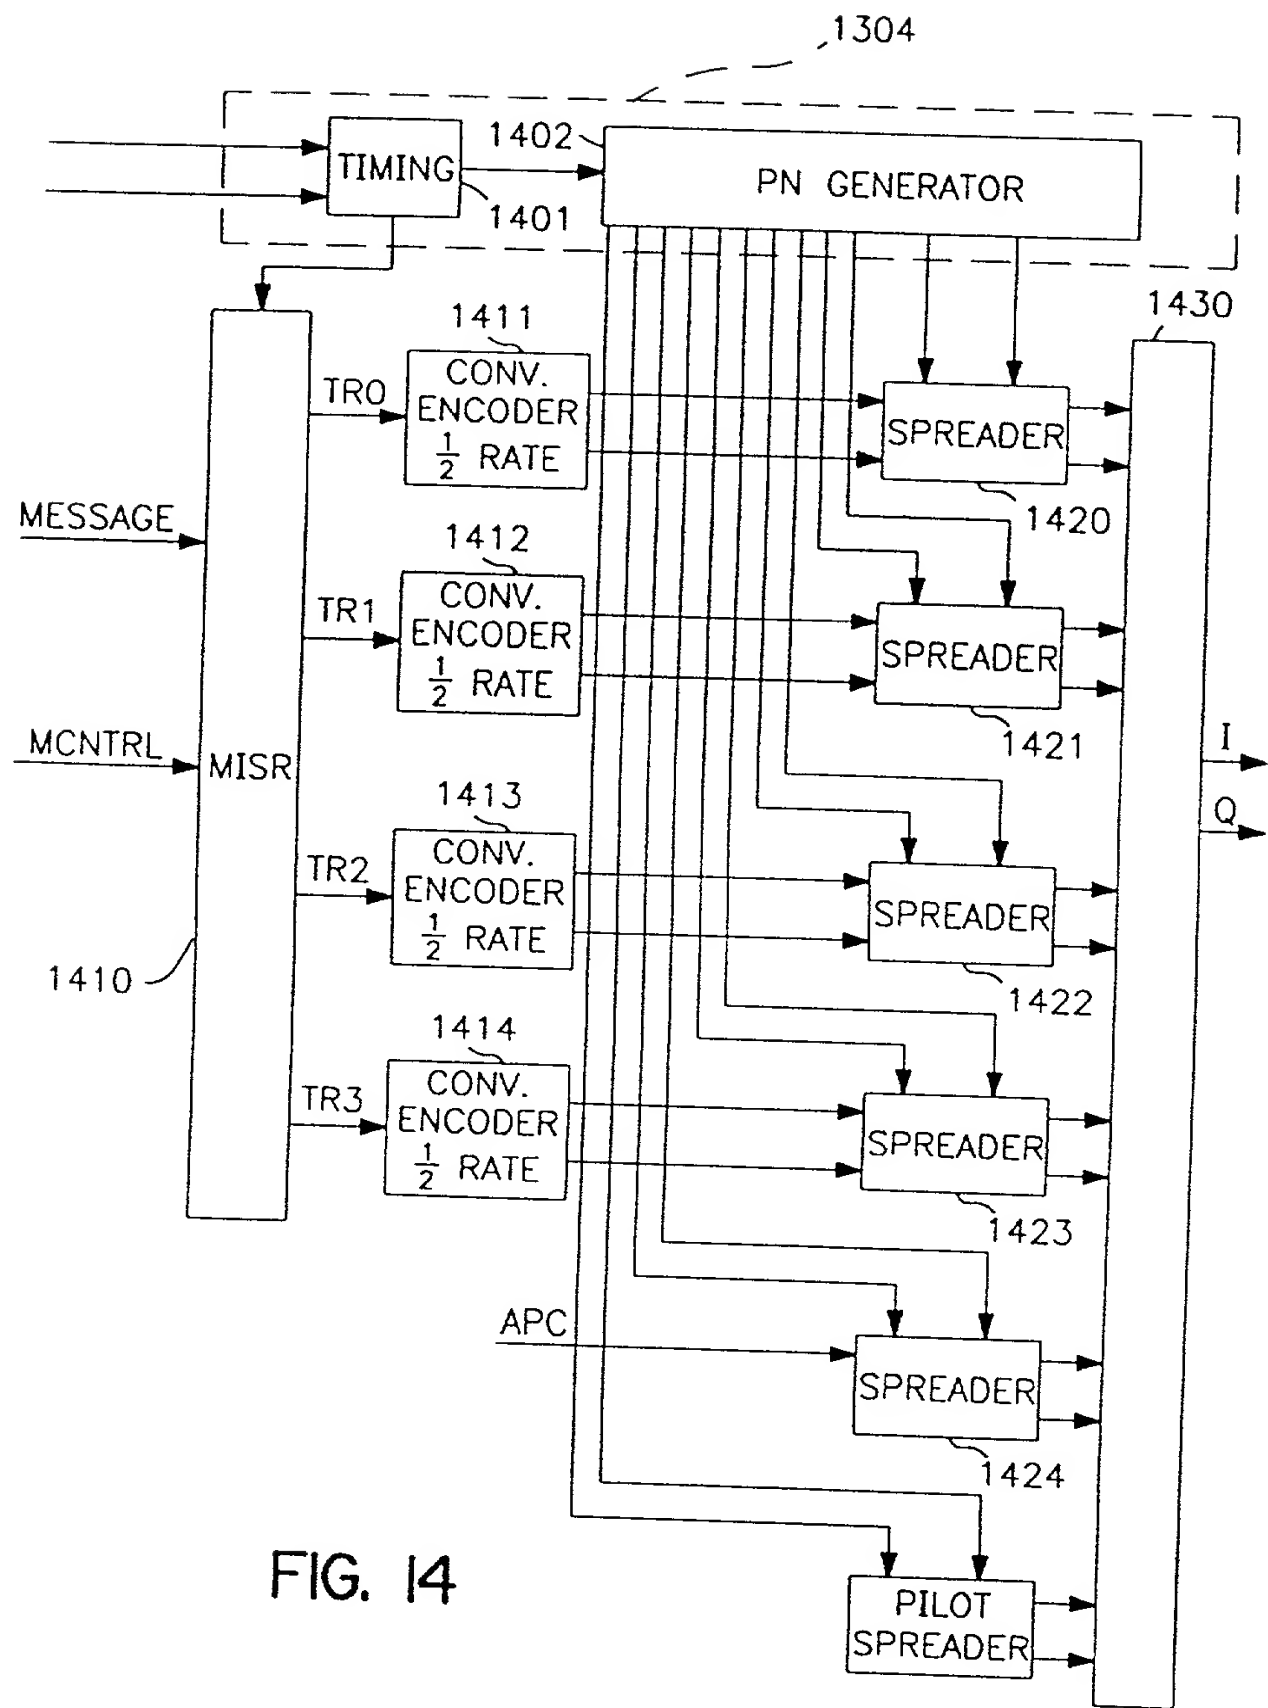 1304
1402
TIMING
PN GENERATOR
1401
1430
1411
TR0
CONV.
ENCODER
1/2 RATE
SPREADER
1420
MESSAGE
1412
TR1
CONV.
ENCODER
1/2 RATE
SPREADER
1421
MCNTRL
MISR
I
Q
1413
TR2
CONV.
ENCODER
1/2 RATE
SPREADER
1422
1410
1414
TR3
CONV.
ENCODER
1/2 RATE
SPREADER
1423
APC
SPREADER
1424
FIG. 14
PILOT
SPREADER